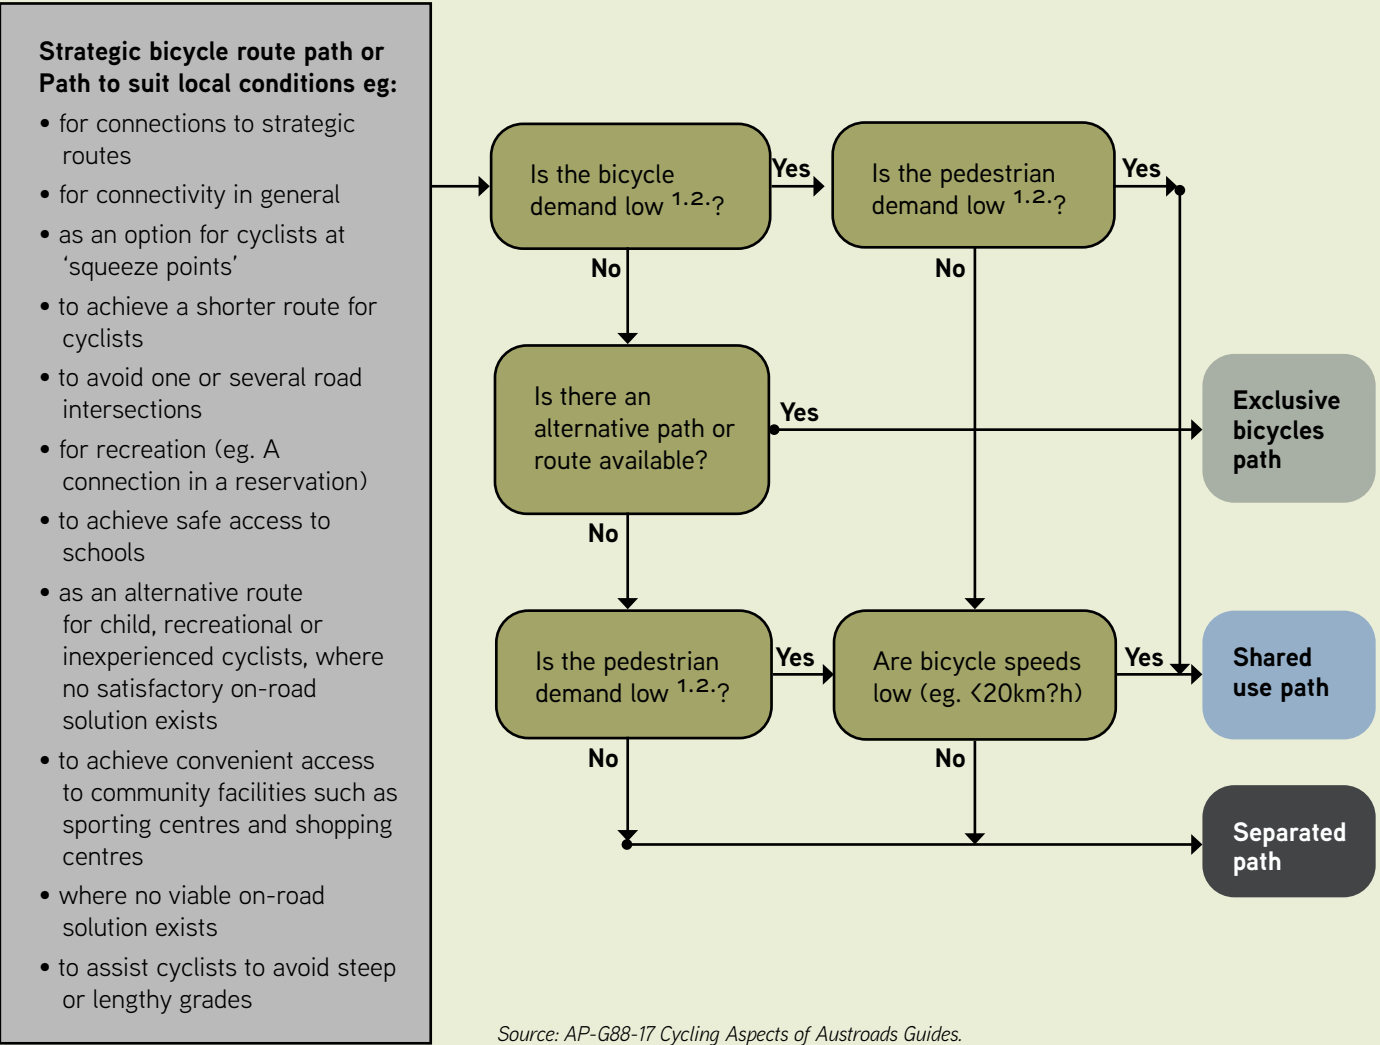 Strategic bicycle route path or
Path to suit local conditions eg:
• for connections to strategic
routes
• for connectivity in general
• as an option for cyclists at
‘squeeze points’
• to achieve a shorter route for
cyclists
• to avoid one or several road
intersections
• for recreation (eg. A
connection in a reservation)
• to achieve safe access to
schools
• as an alternative route
for child, recreational or
inexperienced cyclists, where
no satisfactory on-road
solution exists
• to achieve convenient access
to community facilities such as
sporting centres and shopping
centres
• where no viable on-road
solution exists
• to assist cyclists to avoid steep
or lengthy grades
Is the bicycle
demand low 1.2.?
Yes
Is the pedestrian
demand low 1.2.?
Yes
No
No
Is there an
alternative path or
route available?
Yes
Exclusive
bicycles
path
No
Is the pedestrian
demand low 1.2.?
Yes
Are bicycle speeds
low (eg. <20km?h)
Yes
Shared
use path
No
No
Separated
path
Source: AP-G88-17 Cycling Aspects of Austroads Guides.